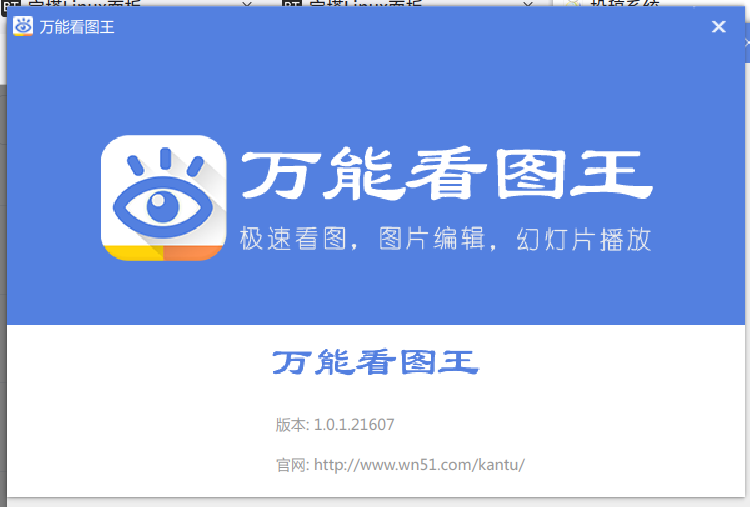 万能看图王
万能看图王
极速看图，图片编辑，幻灯片播放
万能看图王
版本: 1.0.1.21607
官网: http://www.wn51.com/kantu/